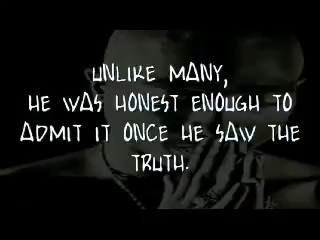 UNLIKE MANY,
HE WAS HONEST ENOUGH TO
ADMIT IT ONCE HE SAW THE
TRUTH.